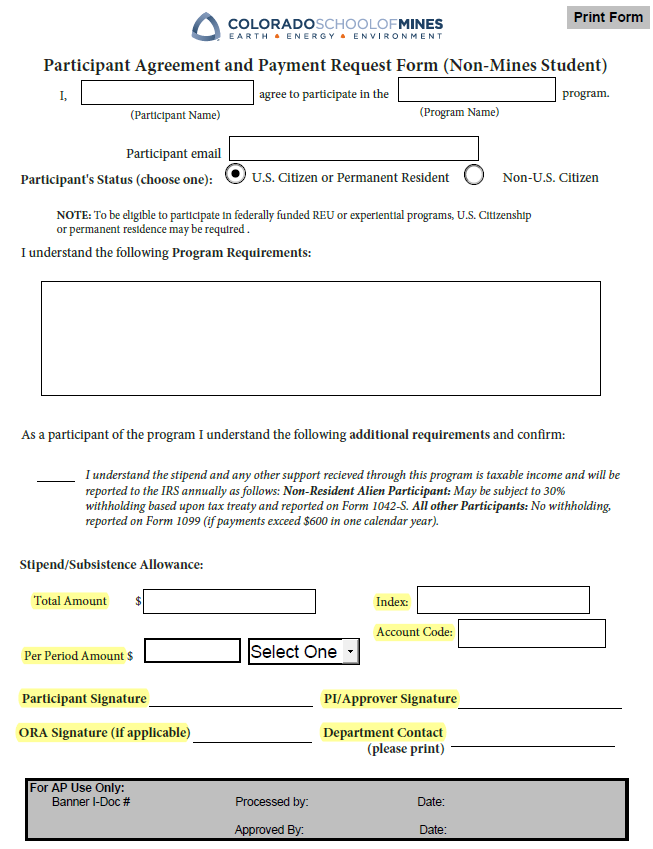 Print Form
COLORADOSCHOOLOFMINES
EARTH • ENERGY • ENVIRONMENT
Participant Agreement and Payment Request Form (Non-Mines Student)
I, agree to participate in the program.
(Participant Name) (Program Name)
Participant email
Participant's Status (choose one): U.S. Citizen or Permanent Resident Non-U.S. Citizen
NOTE: To be eligible to participate in federally funded REU or experiential programs, U.S. Citizenship
or permanent residence may be required .
I understand the following Program Requirements:
As a participant of the program I understand the following additional requirements and confirm:
I understand the stipend and any other support recieved through this program is taxable income and will be
reported to the IRS annually as follows: Non-Resident Alien Participant: May be subject to 30%
withholding based upon tax treaty and reported on Form 1042-S. All other Participants: No withholding,
reported on Form 1099 (if payments exceed $600 in one calendar year).
Stipend/Subsistence Allowance:
Total Amount $ Index:
Account Code:
Per Period Amount $ Select One
Participant Signature PI/Approver Signature
ORA Signature (if applicable) Department Contact
(please print)
For AP Use Only:
Banner I-Doc # Processed by: Date:
Approved By: Date: